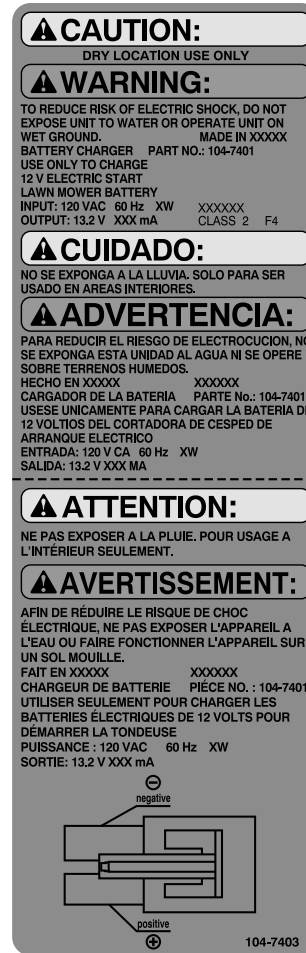 CAUTION:
DRY LOCATION USE ONLY
WARNING:
TO REDUCE RISK OF ELECTRIC SHOCK, DO NOT
EXPOSE UNIT TO WATER OR OPERATE UNIT ON
WET GROUND. MADE IN XXXXX
BATTERY CHARGER PART NO.: 104-7401
USE ONLY TO CHARGE
12 V ELECTRIC START
LAWN MOWER BATTERY
INPUT: 120 VAC 60 Hz XW XXXXXX
OUTPUT: 13.2 V XXX mA CLASS 2 F4
CUIDADO:
NO SE EXPONGA A LA LLUVIA. SOLO PARA SER
USADO EN AREAS INTERIORES.
ADVERTENCIA:
PARA REDUCIR EL RIESGO DE ELECTROCUCION, NO
SE EXPONGA ESTA UNIDAD AL AGUA NI SE OPERE
SOBRE TERRENOS HUMEDOS.
HECHO EN XXXXX XXXXXX
CARGADOR DE LA BATERIA PARTE No.: 104-7401
USESE UNICAMENTE PARA CARGAR LA BATERIA DE
12 VOLTIOS DEL CORTADORA DE CESPED DE
ARRANQUE ELECTRICO
ENTRADA: 120 V CA 60 Hz XW
SALIDA: 13.2 V XXX MA
ATTENTION:
NE PAS EXPOSER A LA PLUIE. POUR USAGE A
L'INTÉRIEUR SEULEMENT.
AVERTISSEMENT:
AFIN DE RÉDUIRE LE RISQUE DE CHOC
ÉLECTRIQUE, NE PAS EXPOSER L'APPAREIL A
L'EAU OU FAIRE FONCTIONNER L'APPAREIL SUR
UN SOL MOUILLE.
FAIT EN XXXXX XXXXXX
CHARGEUR DE BATTERIE PIÉCE NO. : 104-7401
UTILISER SEULEMENT POUR CHARGER LES
BATTERIES ÉLECTRIQUES DE 12 VOLTS POUR
DÉMARRER LA TONDEUSE
PUISSANCE : 120 VAC 60 Hz XW
SORTIE: 13.2 V XXX mA
negative
positive
104-7403